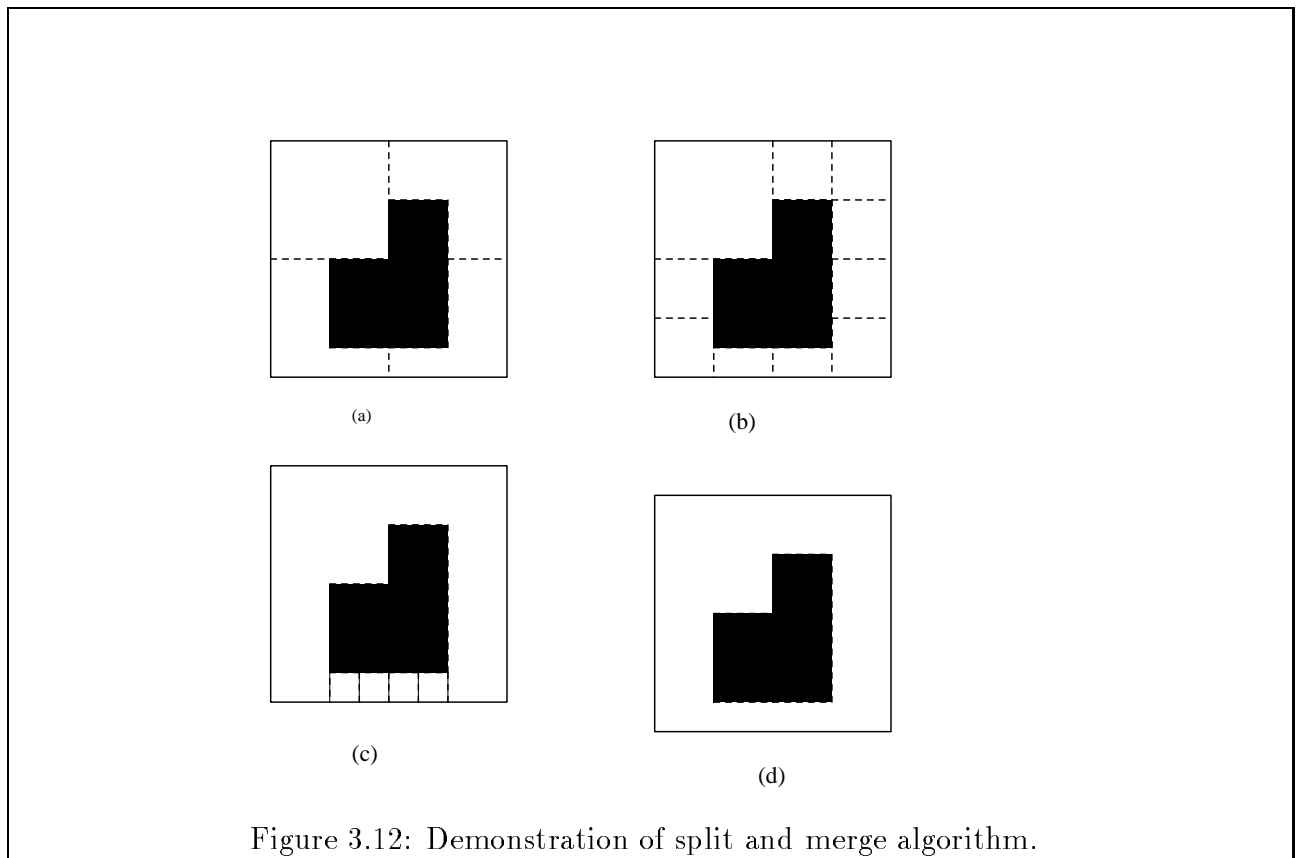 (a)
(b)
(c)
(d)
Figure 3.12: Demonstration of split and merge algorithm.